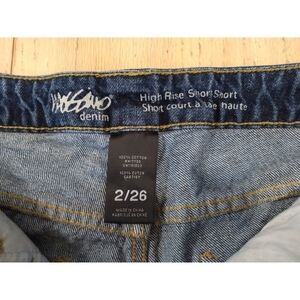 Mossimo
denim
High Rise Short Short
Short court à taille haute
100% COTTON
2/26
MADE IN CHINA